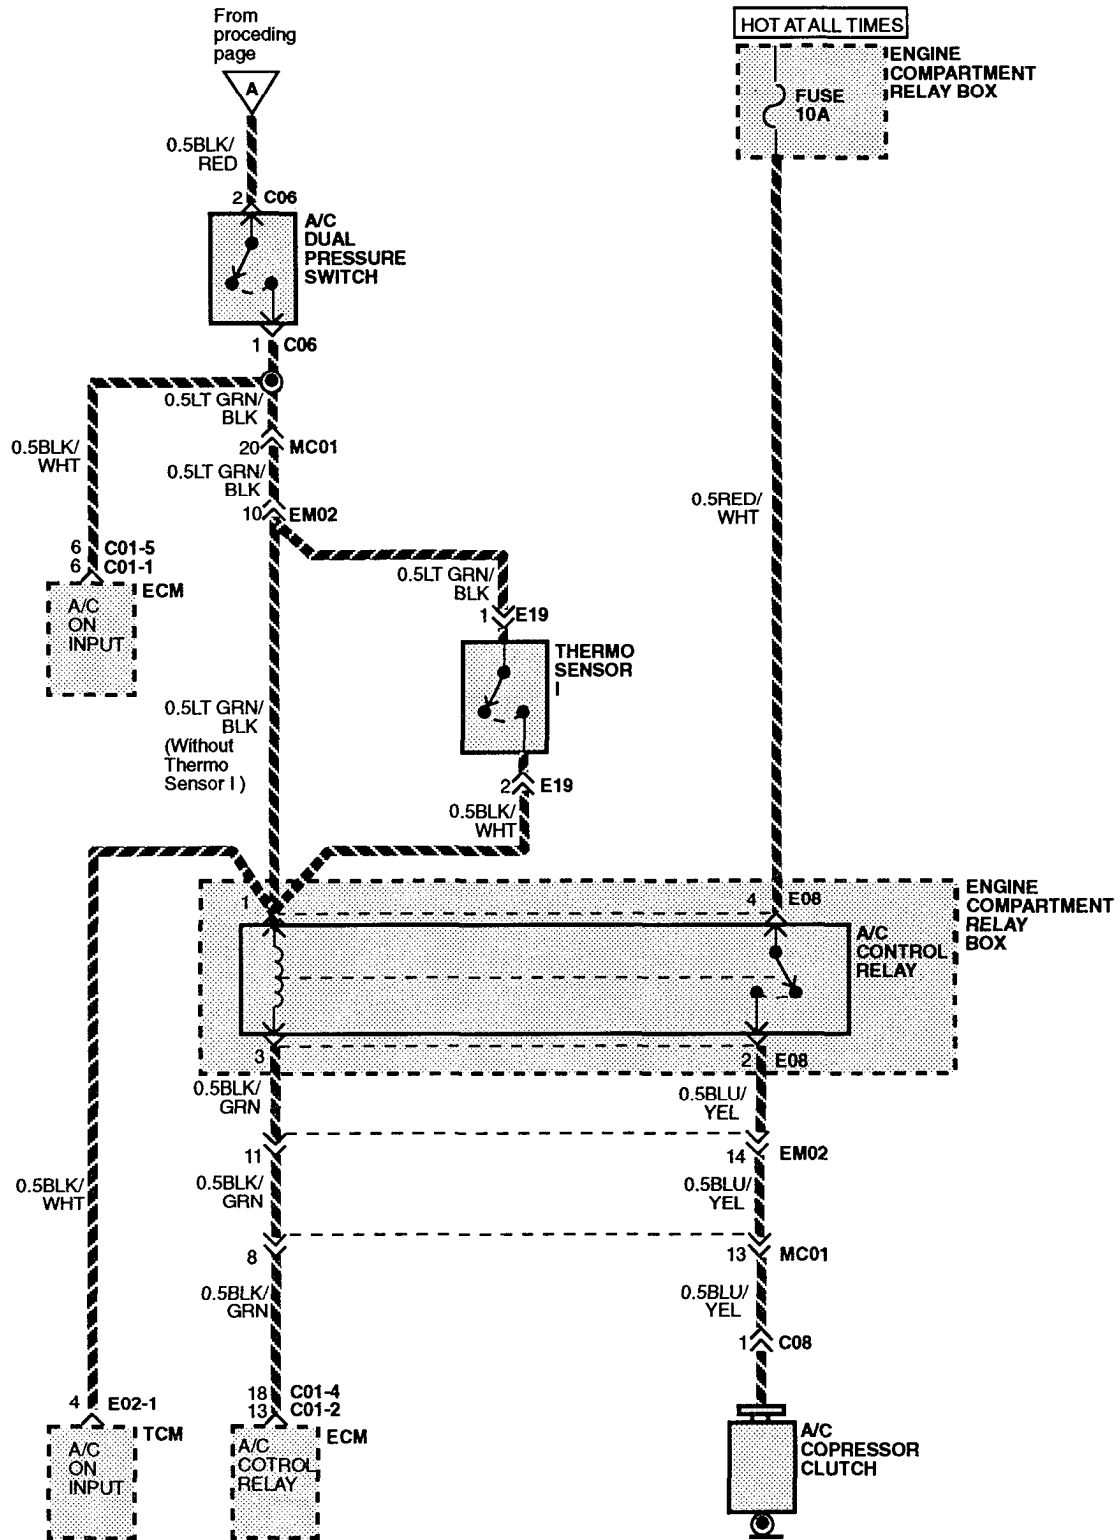 From
proceding
page
A
0.5BLK/
RED
2 C06
A/C
DUAL
PRESSURE
SWITCH
1 C06
HOT AT ALL TIMES
FUSE
10A
ENGINE
COMPARTMENT
RELAY BOX
0.5LT GRN/
BLK
20 MC01
0.5BLK/
WHT
0.5LT GRN/
BLK
10 EM02
0.5RED/
WHT
6 C01-5
6 C01-1
ECM
A/C
ON
INPUT
0.5LT GRN/
BLK
1 E19
THERMO
SENSOR
I
0.5LT GRN/
BLK
(Without
Thermo
Sensor I )
2 E19
0.5BLK/
WHT
1
4 E08
ENGINE
COMPARTMENT
RELAY
BOX
A/C
CONTROL
RELAY
3
2 E08
0.5BLK/
GRN
0.5BLU/
YEL
11
14 EM02
0.5BLK/
WHT
0.5BLK/
GRN
0.5BLU/
YEL
8
13 MC01
0.5BLK/
GRN
0.5BLU/
YEL
1 C08
4 E02-1
TCM
A/C
ON
INPUT
18 C01-4
13 C01-2
ECM
A/C
COTROL
RELAY
A/C
COPRESSOR
CLUTCH